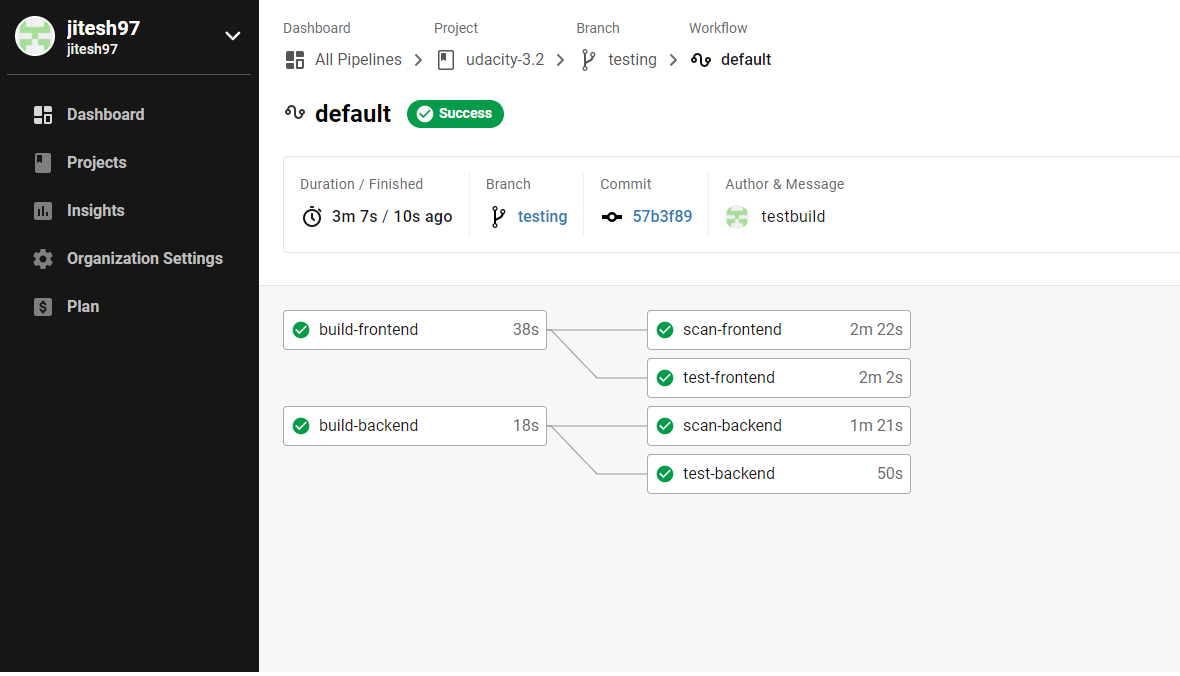 jitesh97
jitesh97
Dashboard
Projects
Insights
Organization Settings
Plan
Dashboard Project Branch Workflow
All Pipelines udacity-3.2 testing default
default Success
Duration / Finished Branch Commit Author & Message
3m 7s / 10s ago testing 57b3f89 testbuild
build-frontend 38s scan-frontend 2m 22s
test-frontend 2m 2s
build-backend 18s scan-backend 1m 21s
test-backend 50s